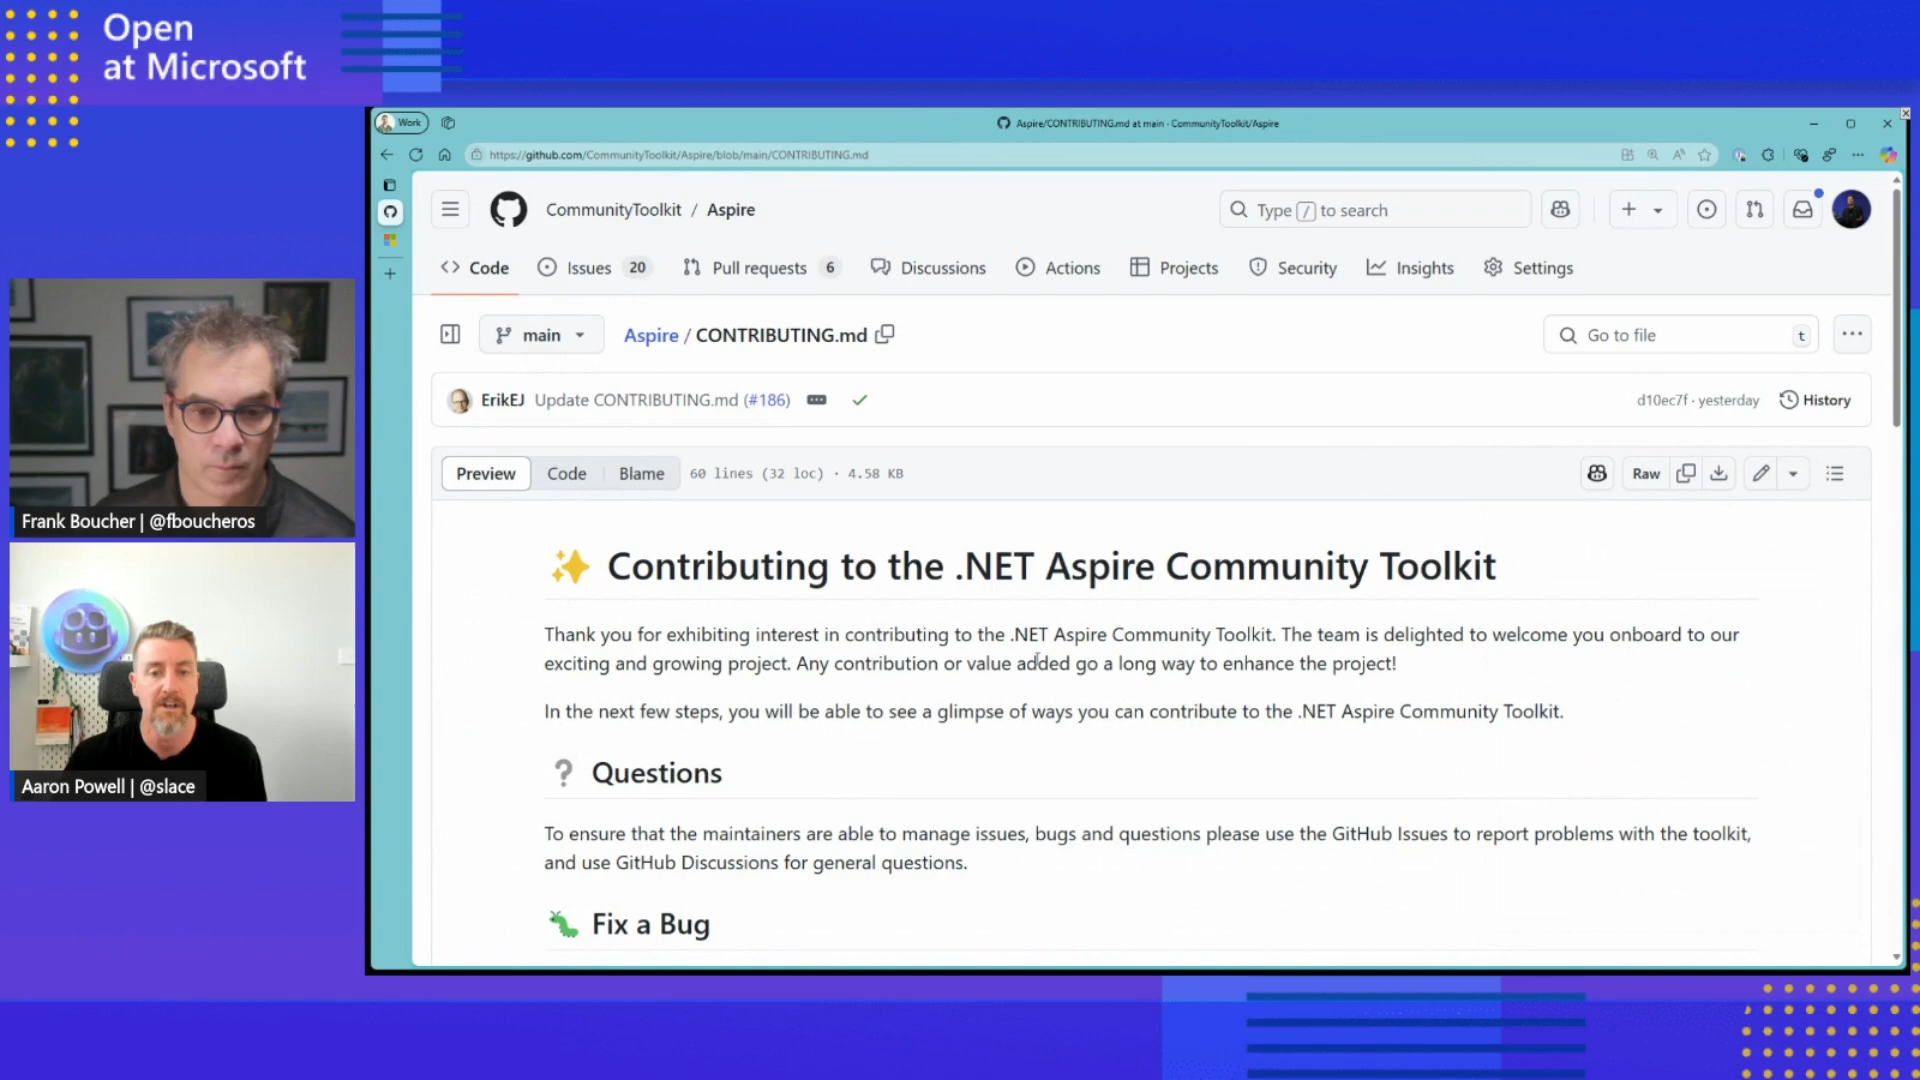 Open
at Microsoft
Work
Aspire/CONTRIBUTING.md at main · CommunityToolkit/Aspire
https://github.com/CommunityToolkit/Aspire/blob/main/CONTRIBUTING.md
CommunityToolkit / Aspire
Type / to search
Code
Issues 20
Pull requests 6
Discussions
Actions
Projects
Security
Insights
Settings
main
Aspire / CONTRIBUTING.md
Go to file t
ErikEJ Update CONTRIBUTING.md (#186)
d10ec7f · yesterday
History
Preview
Code
Blame
60 lines (32 loc) · 4.58 KB
Raw
Contributing to the .NET Aspire Community Toolkit
Thank you for exhibiting interest in contributing to the .NET Aspire Community Toolkit. The team is delighted to welcome you onboard to our
exciting and growing project. Any contribution or value added go a long way to enhance the project!
In the next few steps, you will be able to see a glimpse of ways you can contribute to the .NET Aspire Community Toolkit.
Questions
To ensure that the maintainers are able to manage issues, bugs and questions please use the GitHub Issues to report problems with the toolkit,
and use GitHub Discussions for general questions.
Fix a Bug
Frank Boucher | @fboucheros
Aaron Powell | @slace